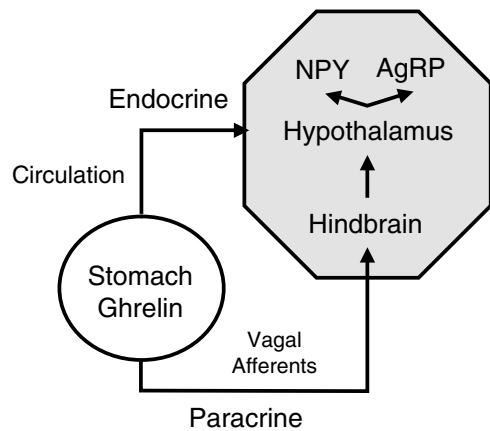 NPY AgRP
Endocrine
Hypothalamus
Circulation
Hindbrain
Stomach
Ghrelin
Vagal
Afferents
Paracrine